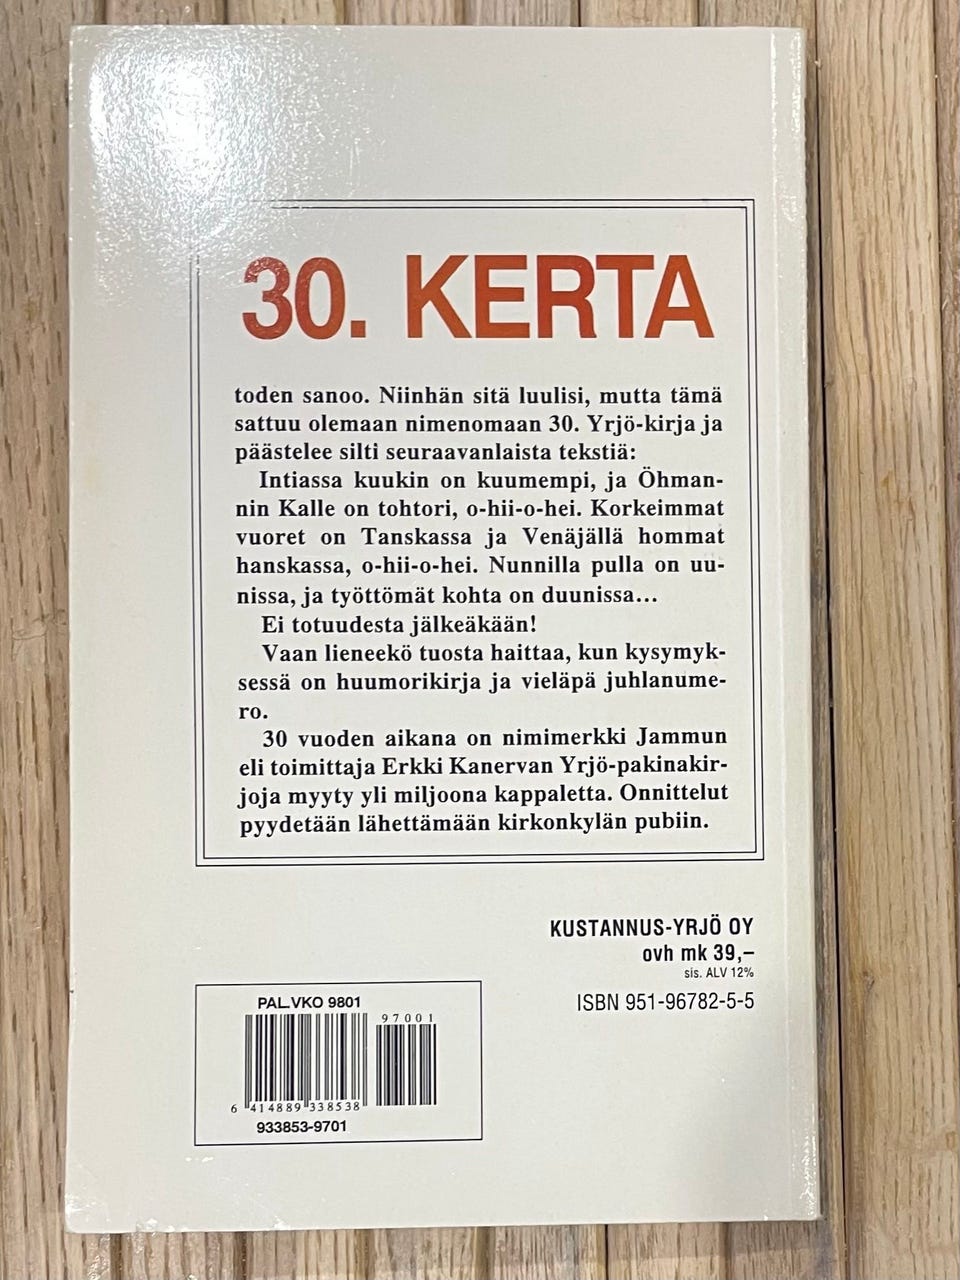 30. KERTA
toden sanoo. Niinhän sitä luulisi, mutta tämä
sattuu olemaan nimenomaan 30. Yrjö-kirja ja
päästelee silti seuraavanlaista tekstiä:
Intiassa kuukin on kuumempi, ja Öhman-
nin Kalle on tohtori, o-hii-o-hei. Korkeimmat
vuoret on Tanskassa ja Venäjällä hommat
hanskassa, o-hii-o-hei. Nunnilla pulla on uu-
nissa, ja työttömät kohta on duunissa...
Ei totuudesta jälkeäkään!
Vaan lieneekö tuosta haittaa, kun kysymyk-
sessä on huumorikirja ja vieläpä juhlanume-
ro.
30 vuoden aikana on nimimerkki Jammun
eli toimittaja Erkki Kanervan Yrjö-pakinakir-
joja myyty yli miljoona kappaletta. Onnittelut
pyydetään lähettämään kirkonkylän pubiin.
KUSTANNUS-YRJÖ OY
ovh mk 39,–
sis. ALV 12%
ISBN 951-96782-5-5
PAL.VKO 9801
97001
6 414889 338538
933853-9701